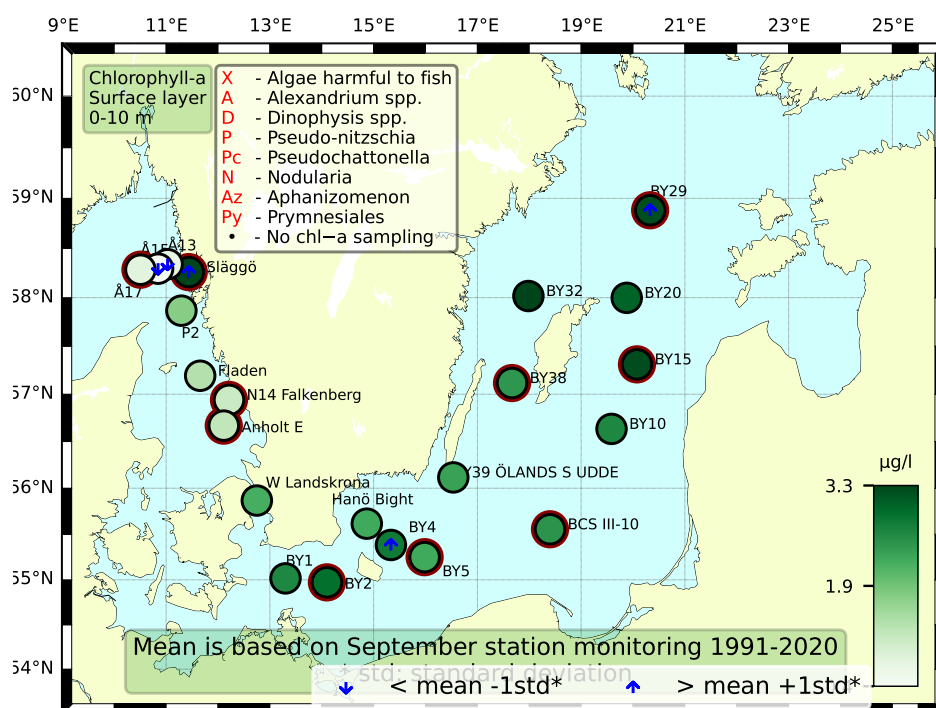 9°E 11°E 13°E 15°E 17°E 19°E 21°E 23°E 25°E
Chlorophyll-a
Surface layer
0-10 m
X - Algae harmful to fish
A - Alexandrium spp.
D - Dinophysis spp.
P - Pseudo-nitzschia
Pc - Pseudochattonella
N - Nodularia
Az - Aphanizomenon
Py - Prymnesiales
• - No chl−a sampling
50°N
59°N
58°N
57°N
56°N
55°N
54°N
BY29
Å15 Å13
Släggö
Å17
P2
BY32
BY20
Fladen
BY15
N14 Falkenberg
BY38
Anholt E
BY10
Y39 ÖLANDS S UDDE
W Landskrona
Hanö Bight
BY4
BCS III-10
BY1
BY2
BY5
µg/l
3.3
1.9
Mean is based on September station monitoring 1991-2020
* std: standard deviation
< mean -1std*
> mean +1std*